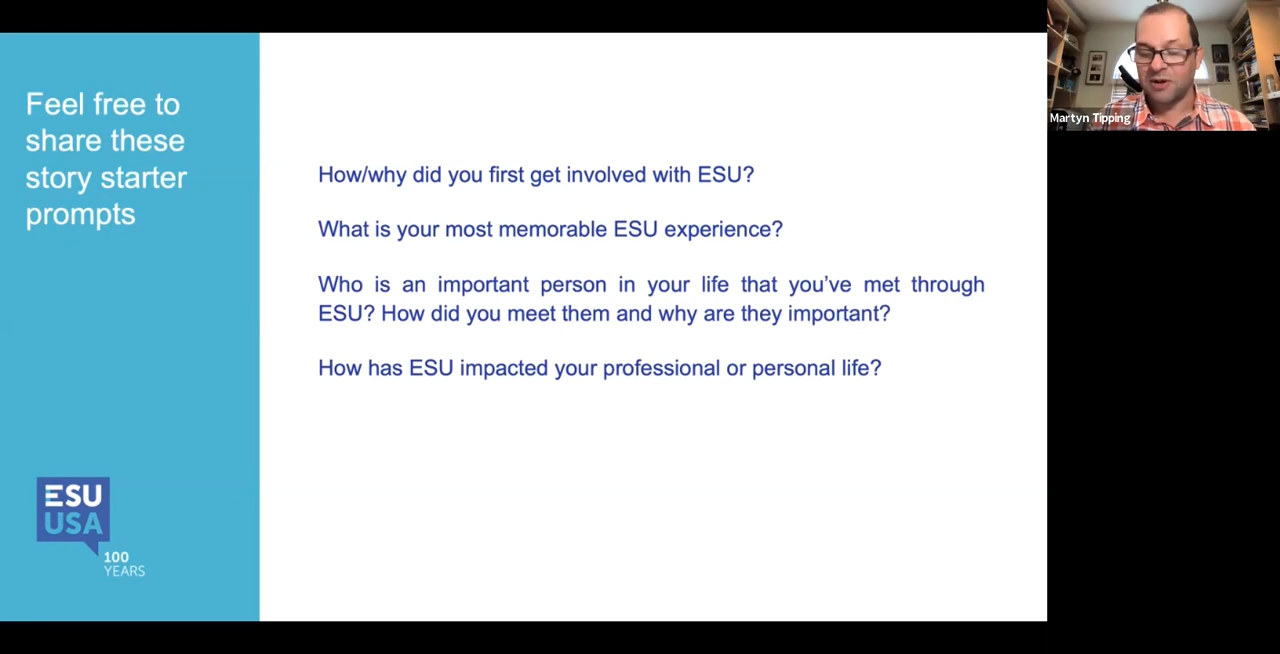 Feel free to
share these
story starter
prompts
How/why did you first get involved with ESU?
What is your most memorable ESU experience?
Who is an important person in your life that you’ve met through
ESU? How did you meet them and why are they important?
How has ESU impacted your professional or personal life?
ESU
USA
100
YEARS
Martyn Tipping